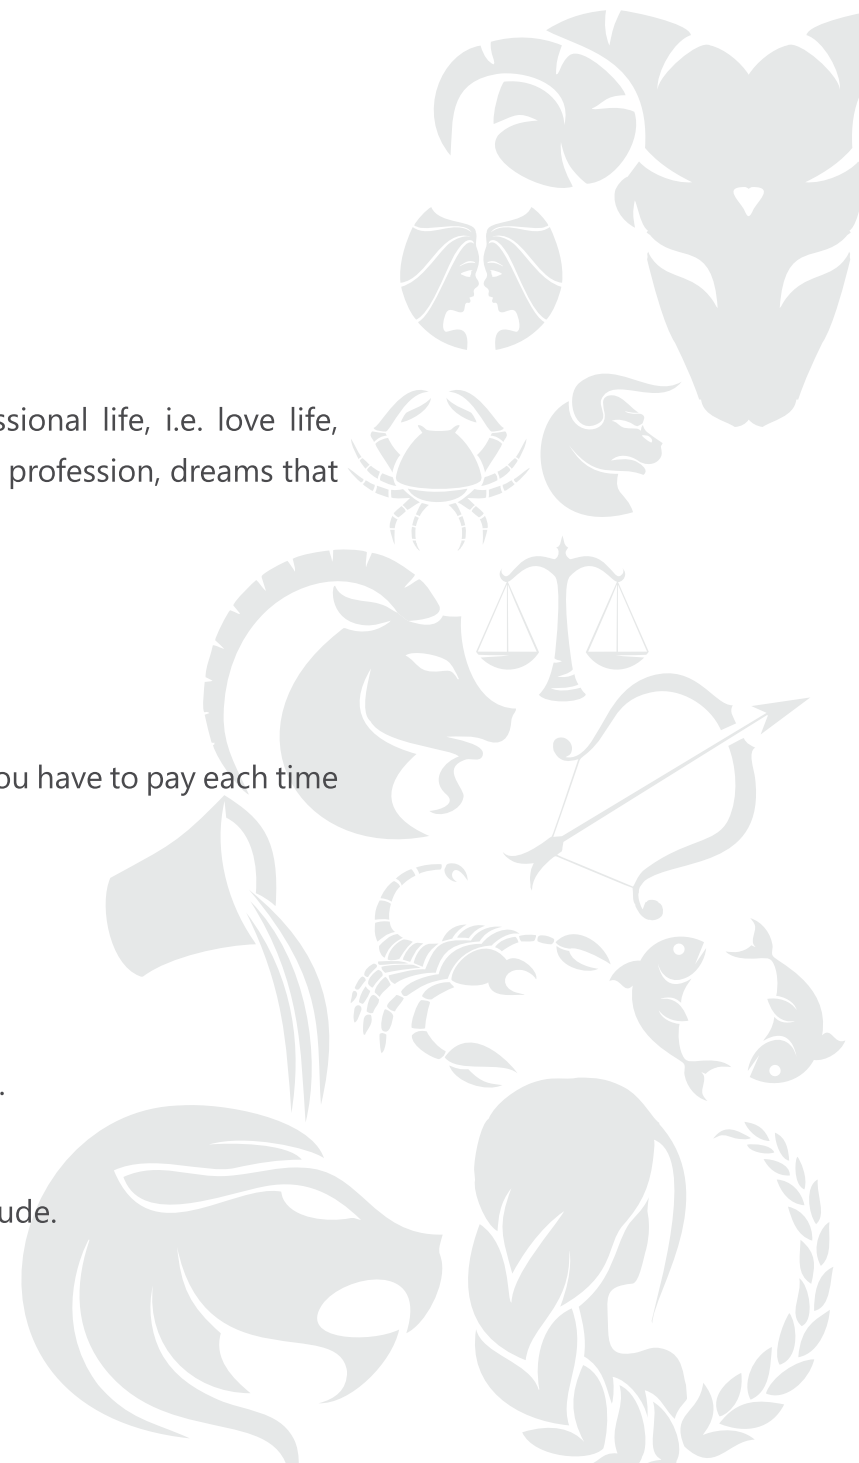 ssional life, i.e. love life,
profession, dreams that
ou have to pay each time
.
ude.